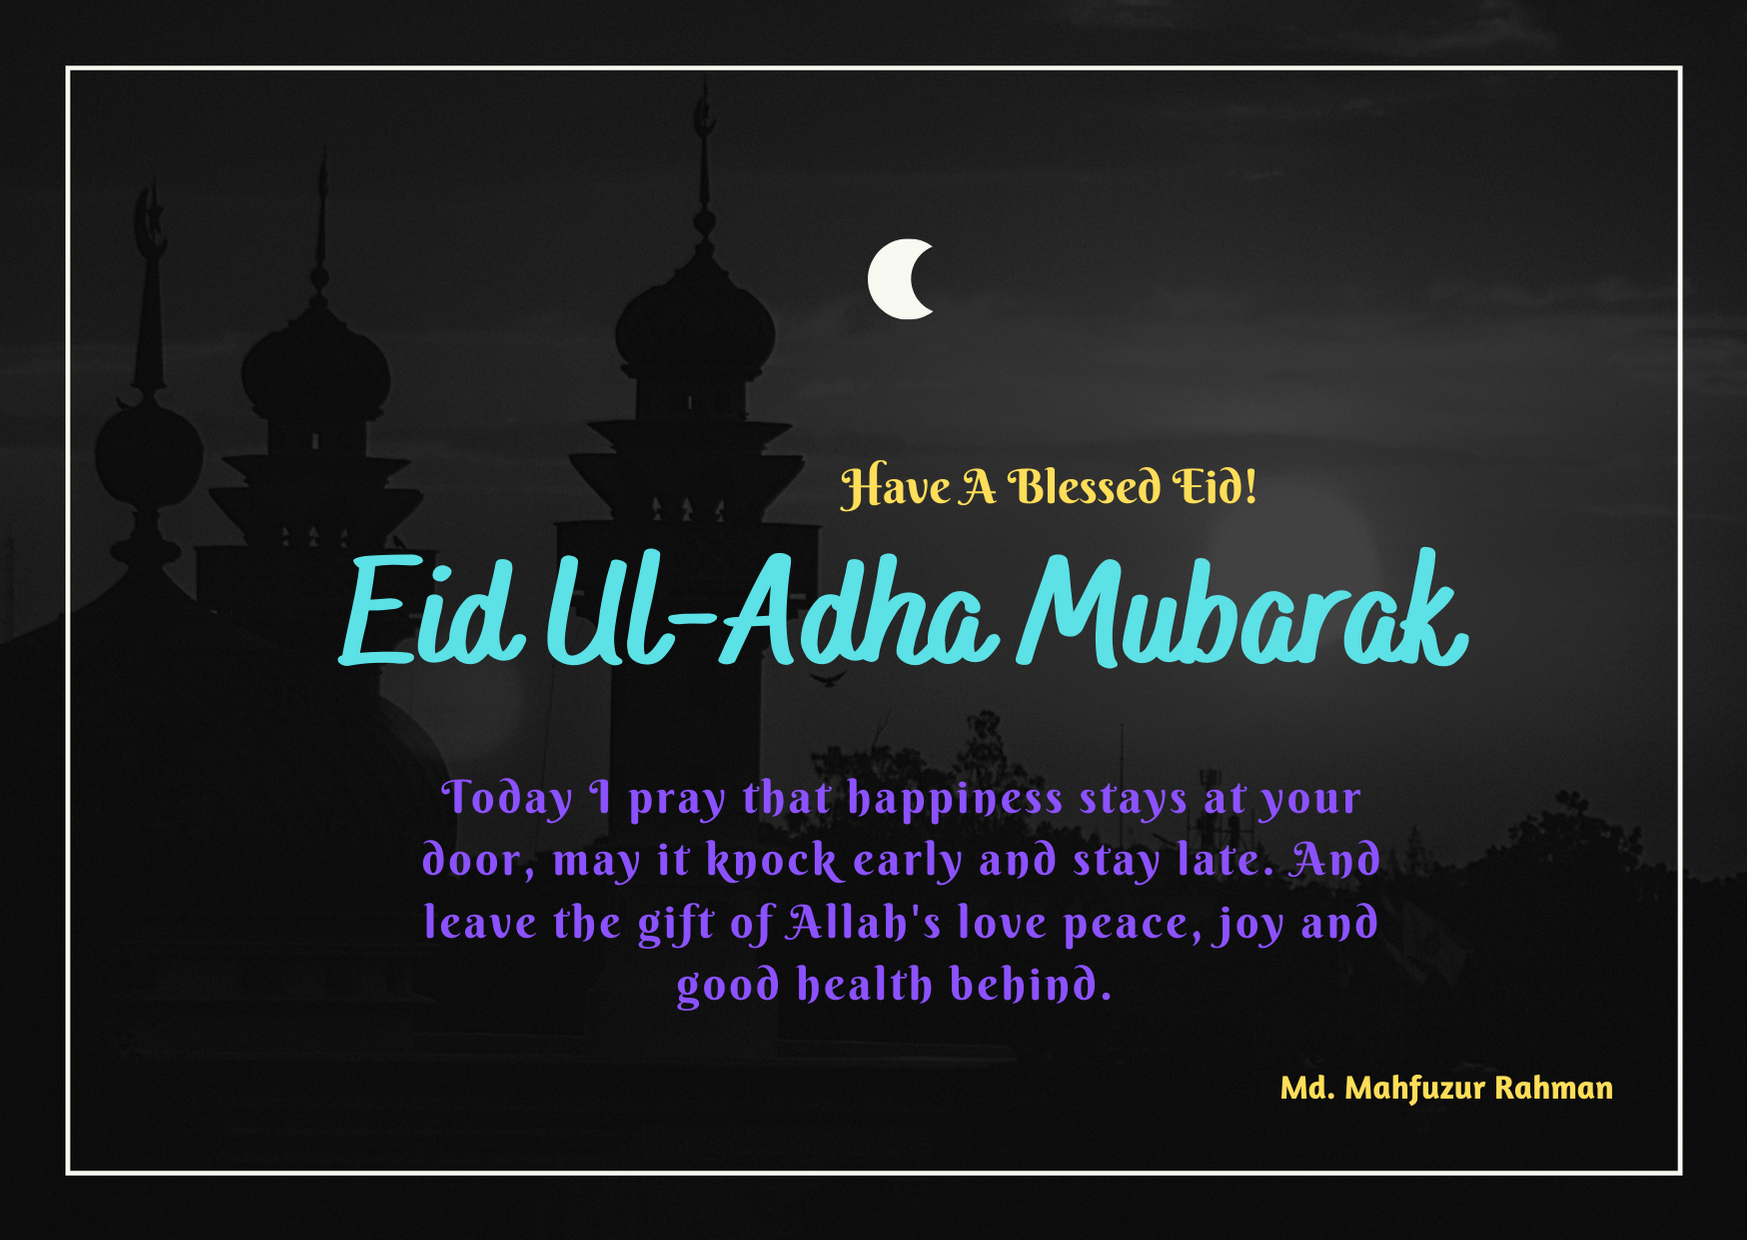 Have A Blessed Eid!
Eid Ul-Adha Mubarak
Today I pray that happiness stays at your
door, may it knock early and stay late. And
leave the gift of Allah's love peace, joy and
good health behind.
Md. Mahfuzur Rahman